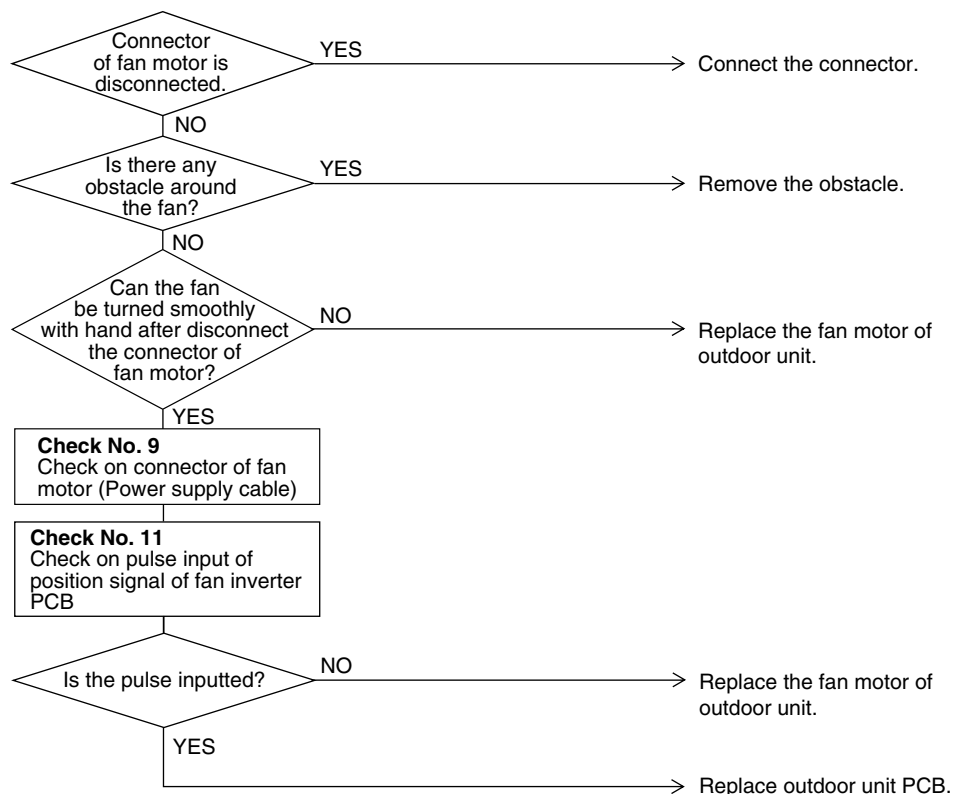 Connector
of fan motor is
disconnected.
YES
Connect the connector.
NO
Is there any
obstacle around
the fan?
YES
Remove the obstacle.
NO
Can the fan
be turned smoothly
with hand after disconnect
the connector of
fan motor?
NO
Replace the fan motor of
outdoor unit.
YES
Check No. 9
Check on connector of fan
motor (Power supply cable)
Check No. 11
Check on pulse input of
position signal of fan inverter
PCB
Is the pulse inputted?
NO
Replace the fan motor of
outdoor unit.
YES
Replace outdoor unit PCB.